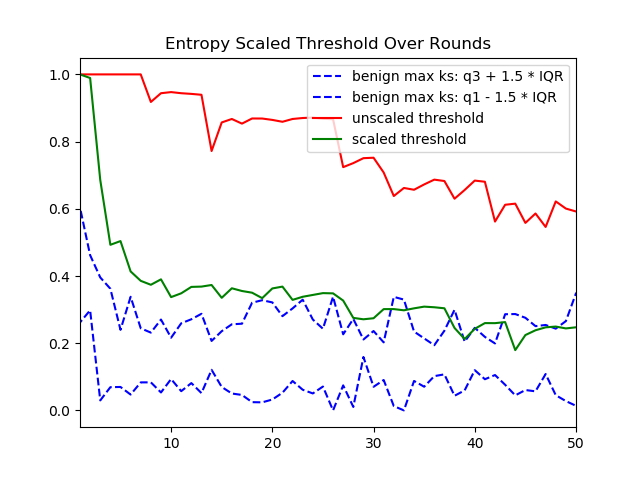 Entropy Scaled Threshold Over Rounds
benign max ks: q3 + 1.5 * IQR
benign max ks: q1 - 1.5 * IQR
unscaled threshold
scaled threshold
1.0
0.8
0.6
0.4
0.2
0.0
10
20
30
40
50